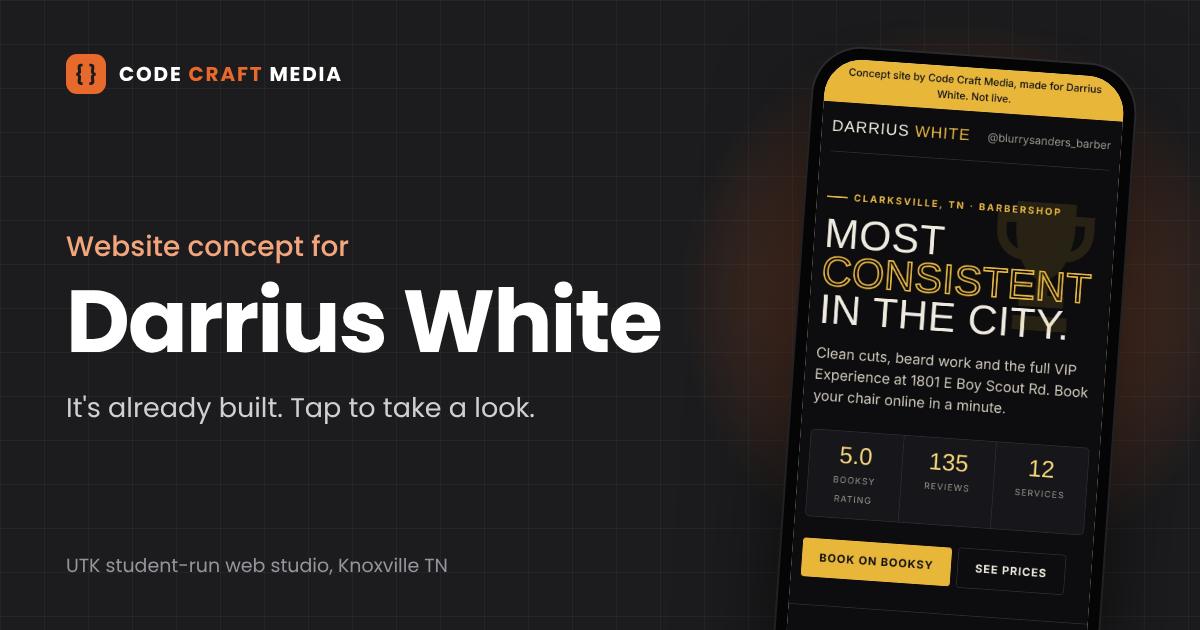 { } CODE CRAFT MEDIA
Website concept for
Darrius White
It's already built. Tap to take a look.
UTK student-run web studio, Knoxville TN
Concept site by Code Craft Media, made for Darrius
White. Not live.
DARRIUS WHITE @blurrysanders_barber
CLARKSVILLE, TN · BARBERSHOP
MOST
CONSISTENT
IN THE CITY.
Clean cuts, beard work and the full VIP
Experience at 1801 E Boy Scout Rd. Book
your chair online in a minute.
5.0 135 12
BOOKSY REVIEWS SERVICES
RATING
BOOK ON BOOKSY SEE PRICES